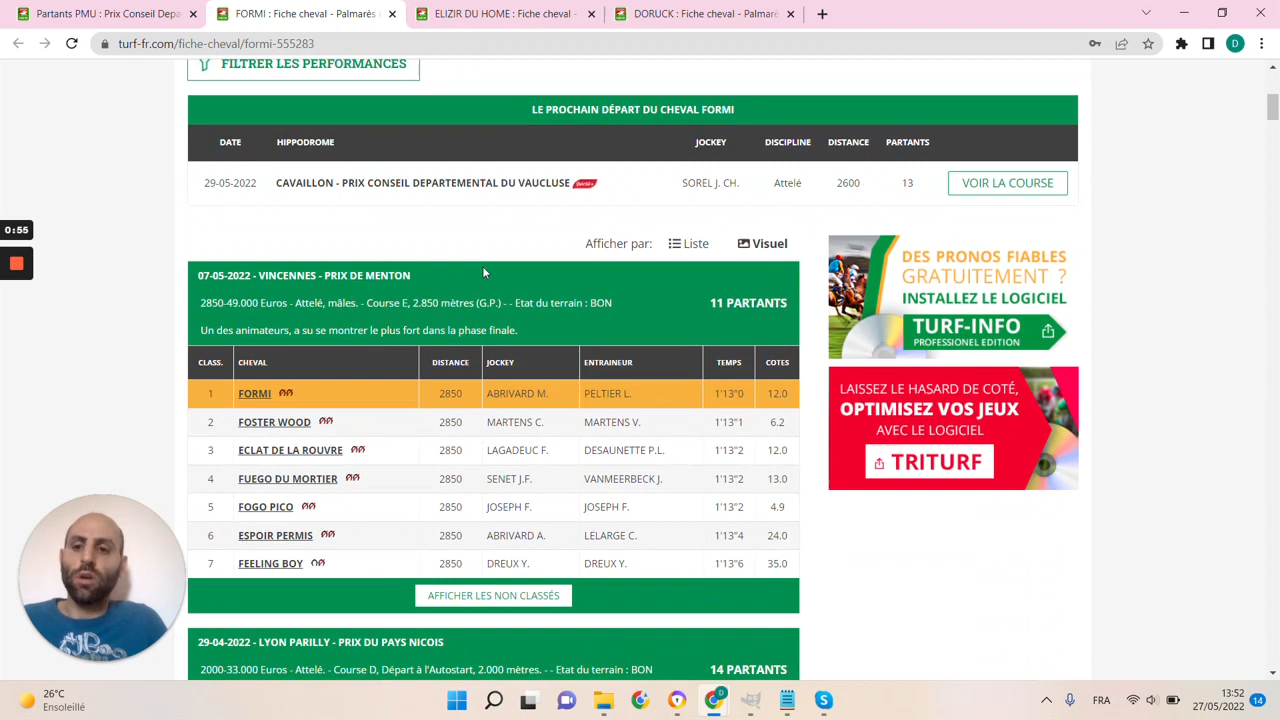 Partants PMU : Prix Conseil Depa
FORMI : Fiche cheval - Palmarès
ELIZIR DU HOME : Fiche cheval -
DORUCK : Fiche cheval - Palmarè
turf-fr.com/fiche-cheval/formi-555283
D
FILTRER LES PERFORMANCES
LE PROCHAIN DÉPART DU CHEVAL FORMI
DATE HIPPODROME JOCKEY DISCIPLINE DISTANCE PARTANTS
29-05-2022 CAVAILLON - PRIX CONSEIL DEPARTEMENTAL DU VAUCLUSE SOREL J. CH. Attelé 2600 13 VOIR LA COURSE
0:55
Afficher par: Liste Visuel
07-05-2022 - VINCENNES - PRIX DE MENTON
2850-49.000 Euros - Attelé, mâles. - Course E, 2.850 mètres (G.P.) - - Etat du terrain : BON 11 PARTANTS
Un des animateurs, a su se montrer le plus fort dans la phase finale.
CLASS. CHEVAL DISTANCE JOCKEY ENTRAINEUR TEMPS COTES
1 FORMI 2850 ABRIVARD M. PELTIER L. 1'13"0 12.0
2 FOSTER WOOD 2850 MARTENS C. MARTENS V. 1'13"1 6.2
3 ECLAT DE LA ROUVRE 2850 LAGADEUC F. DESAUNETTE P.L. 1'13"2 12.0
4 FUEGO DU MORTIER 2850 SENET J.F. VANMEERBECK J. 1'13"2 13.0
5 FOGO PICO 2850 JOSEPH F. JOSEPH F. 1'13"2 4.9
6 ESPOIR PERMIS 2850 ABRIVARD A. LELARGE C. 1'13"4 24.0
7 FEELING BOY 2850 DREUX Y. DREUX Y. 1'13"6 35.0
AFFICHER LES NON CLASSÉS
29-04-2022 - LYON PARILLY - PRIX DU PAYS NICOIS
2000-33.000 Euros - Attelé. - Course D, Départ à l'Autostart, 2.000 mètres. - - Etat du terrain : BON 14 PARTANTS
DES PRONOS FIABLES
GRATUITEMENT ?
INSTALLEZ LE LOGICIEL
TURF-INFO
PROFESSIONEL EDITION
LAISSEZ LE HASARD DE COTÉ,
OPTIMISEZ VOS JEUX
AVEC LE LOGICIEL
TRITURF
26°C
Ensoleillé
D
FRA
13:52
27/05/2022
14